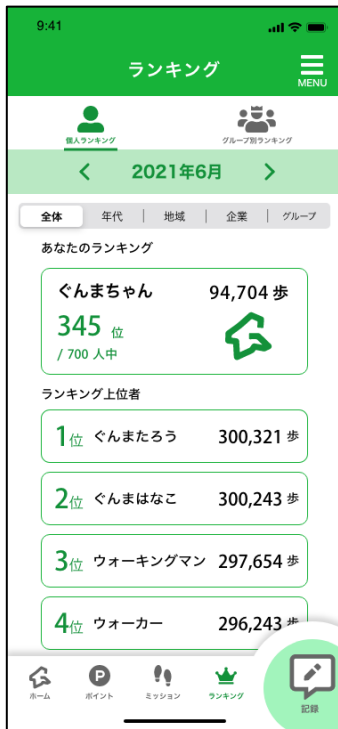 9:41
ランキング
MENU
個人ランキング
グループ別ランキング
2021年6月
全体 年代 地域 企業 グループ
あなたのランキング
ぐんまちゃん 94,704 歩
345 位
/ 700 人中
ランキング上位者
1位 ぐんまたろう 300,321 歩
2位 ぐんまはなこ 300,243 歩
3位 ウォーキングマン 297,654 歩
4位 ウォーカー 296,243 歩
P
ホーム ポイント ミッション ランキング 記録